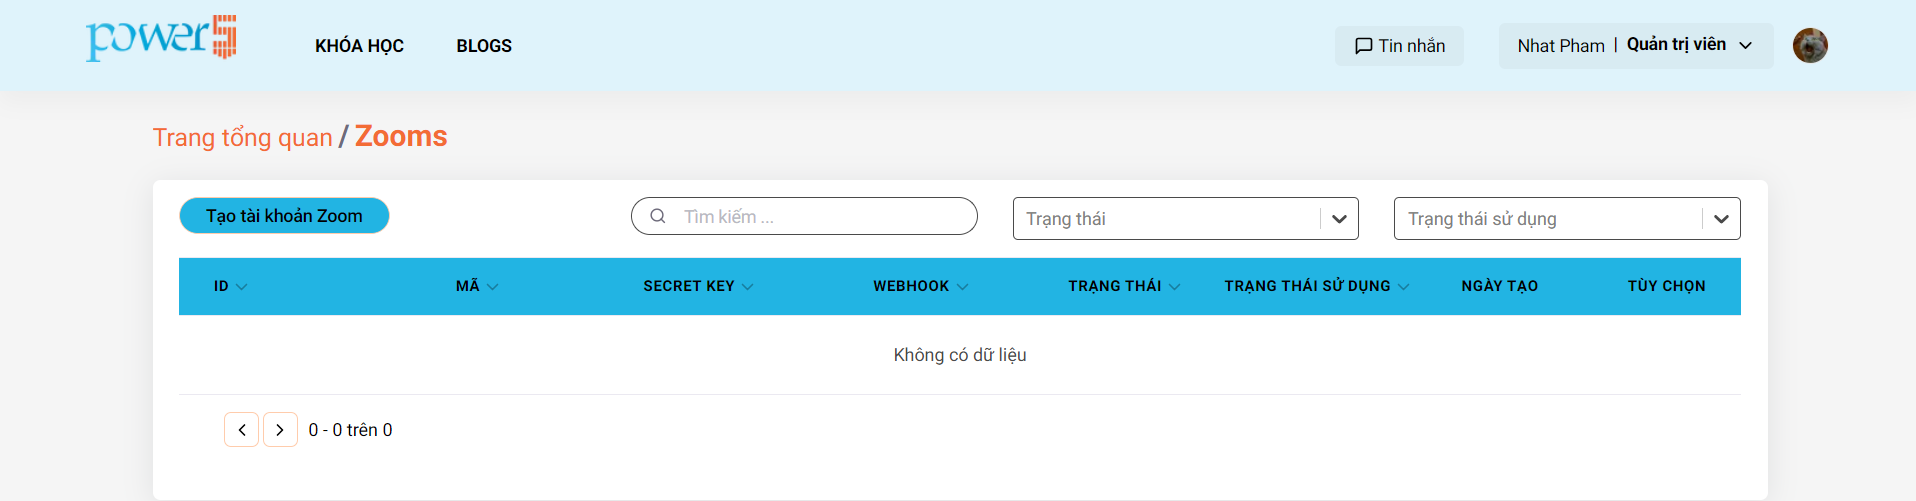 power5
KHÓA HỌC
BLOGS
Tin nhắn
Nhat Pham | Quản trị viên
Trang tổng quan / Zooms
Tạo tài khoản Zoom
Tìm kiếm ...
Trạng thái
Trạng thái sử dụng
ID
MÃ
SECRET KEY
WEBHOOK
TRẠNG THÁI
TRẠNG THÁI SỬ DỤNG
NGÀY TẠO
TÙY CHỌN
Không có dữ liệu
0 - 0 trên 0